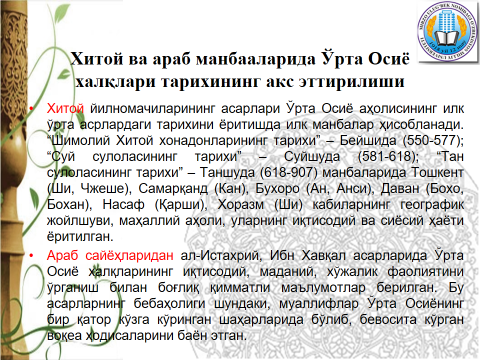 Хитой ва араб манбааларида Ўрта Осиё
халқлари тарихининг акс эттирилиши
• Хитой йилномачиларининг асарлари Ўрта Осиё аҳолисининг илк
ўрта асрлардаги тарихини ёритишда илк манбалар ҳисобланади.
“Шимолий Хитой хонадонларининг тарихи” – Бейшида (550-577);
“Суй сулоласининг тарихи” – Суйшуда (581-618); “Тан
сулоласининг тарихи” – Таншуда (618-907) манбаларида Тошкент
(Ши, Чжеше), Самарқанд (Кан), Бухоро (Ан, Анси), Даван (Бохо,
Бохан), Насаф (Қарши), Хоразм (Ши) кабиларнинг географик
жойлшуви, маҳаллий аҳоли, уларнинг иқтисодий ва сиёсий ҳаёти
ёритилган.
• Араб сайёҳларидан ал-Истахрий, Ибн Хавқал асарларида Ўрта
Осиё халқларининг иқтисодий, маданий, хўжалик фаолиятини
ўрганиш билан боғлиқ қимматли маълумотлар берилган. Бу
асарларнинг бебаҳолиги шундаки, муаллифлар Ўрта Осиёнинг
бир қатор кўзга кўринган шаҳарларида бўлиб, бевосита кўрган
воқеа ҳодисаларини баён этган.